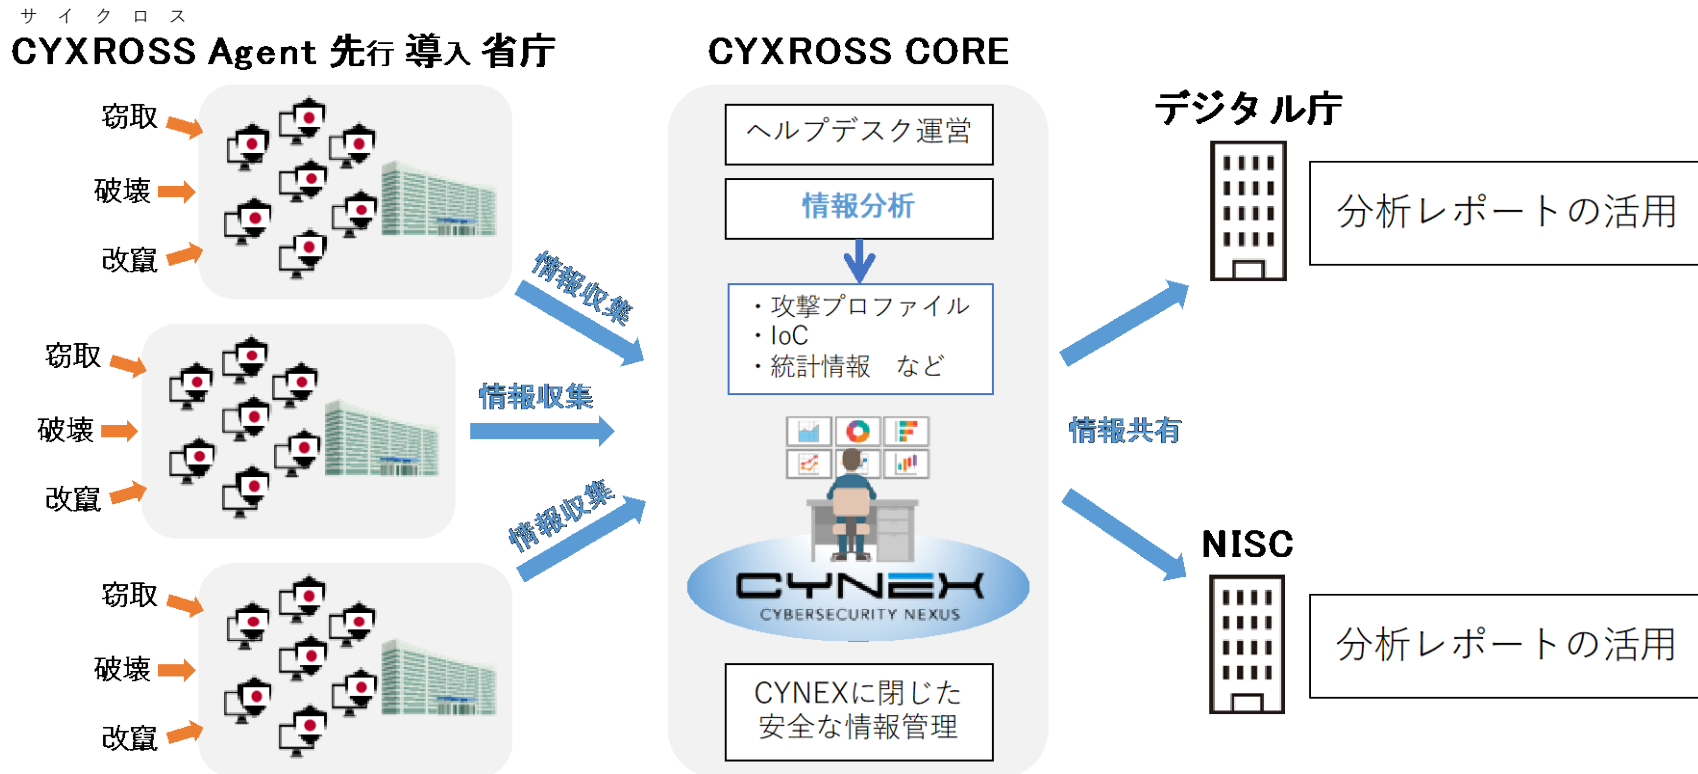 サイクロス
CYXROSS Agent 先行 導入 省庁
窃取
破壊
改竄
情報収集
窃取
破壊
改竄
情報収集
窃取
破壊
改竄
情報収集
CYXROSS CORE
ヘルプデスク運営
情報分析
・攻撃プロファイル
・IoC
・統計情報 など
CYNEX
CYBERSECURITY NEXUS
CYNEXに閉じた
安全な情報管理
情報共有
デジタル庁
分析レポートの活用
NISC
分析レポートの活用